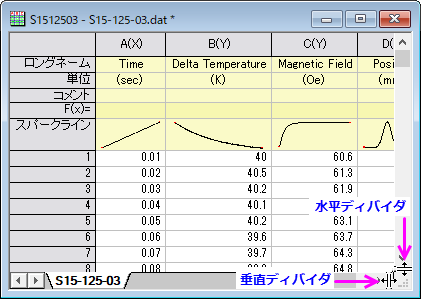 S1512503 - S15-125-03.dat *
A(X) B(Y) C(Y) D(
ロングネーム Time Delta Temperature Magnetic Field Posi
単位 (sec) (K) (Oe) (mm
コメント
F(x)=
スパークライン
1 0.01 40 60.6
2 0.02 40.5 61.3
3 0.03 40.2 61.9
4 0.04 40.1
水平ディバイダ
5 0.05 40.2 63.1
6 0.06 39.6 63.7
7 0.07 39.7 64.3
8 0.08 64.8
S15-125-03 垂直ディバイダ